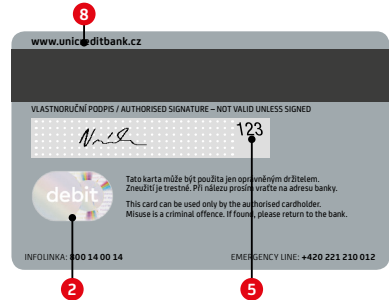 8
www.unicreditbank.cz
VLASTNORUČNÍ PODPIS / AUTHORISED SIGNATURE – NOT VALID UNLESS SIGNED
123
debit
Tato karta může být použita jen oprávněným držitelem.
Zneužití je trestné. Při nálezu prosím vraťte na adresu banky.
This card can be used only by the authorised cardholder.
Misuse is a criminal offence. If found, please return to the bank.
INFOLINKA: 800 14 00 14
EMERGENCY LINE: +420 221 210 012
2
5